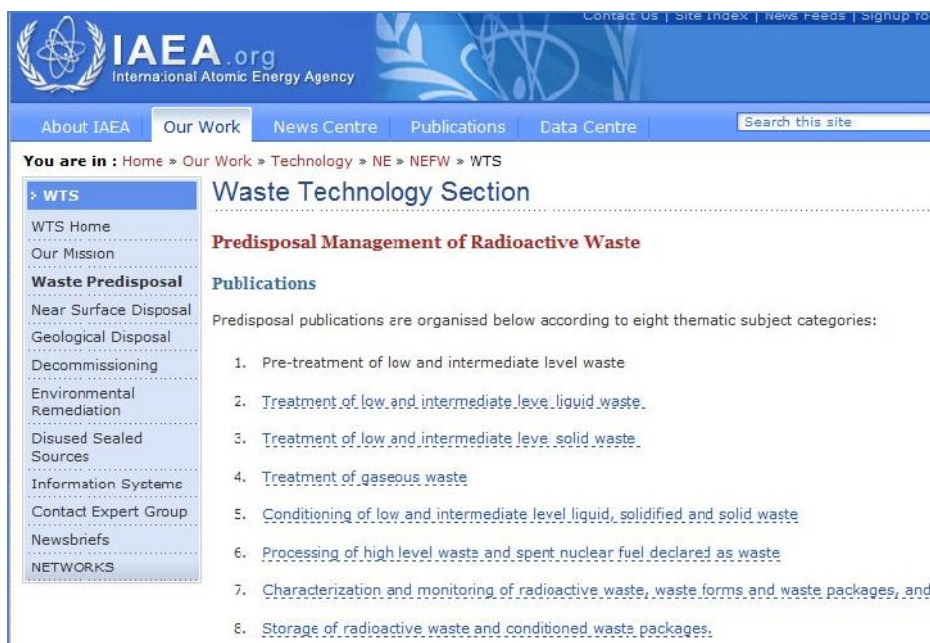 Contact Us | Site Index | News Feeds | Signup fo
IAEA.org
International Atomic Energy Agency
About IAEA Our Work News Centre Publications Data Centre Search this site
You are in : Home » Our Work » Technology » NE » NEFW » WTS
WTS
WTS Home
Our Mission
Waste Predisposal
Near Surface Disposal
Geological Disposal
Decommissioning
Environmental
Remediation
Disused Sealed
Sources
Information Systems
Contact Expert Group
Newsbriefs
NETWORKS
Waste Technology Section
Predisposal Management of Radioactive Waste
Publications
Predisposal publications are organised below according to eight thematic subject categories:
1. Pre-treatment of low and intermediate level waste
2. Treatment of low and intermediate level liquid waste
3. Treatment of low and intermediate level solid waste
4. Treatment of gaseous waste
5. Conditioning of low and intermediate level liquid, solidified and solid waste
6. Processing of high level waste and spent nuclear fuel declared as waste
7. Characterization and monitoring of radioactive waste, waste forms and waste packages, and
8. Storage of radioactive waste and conditioned waste packages.